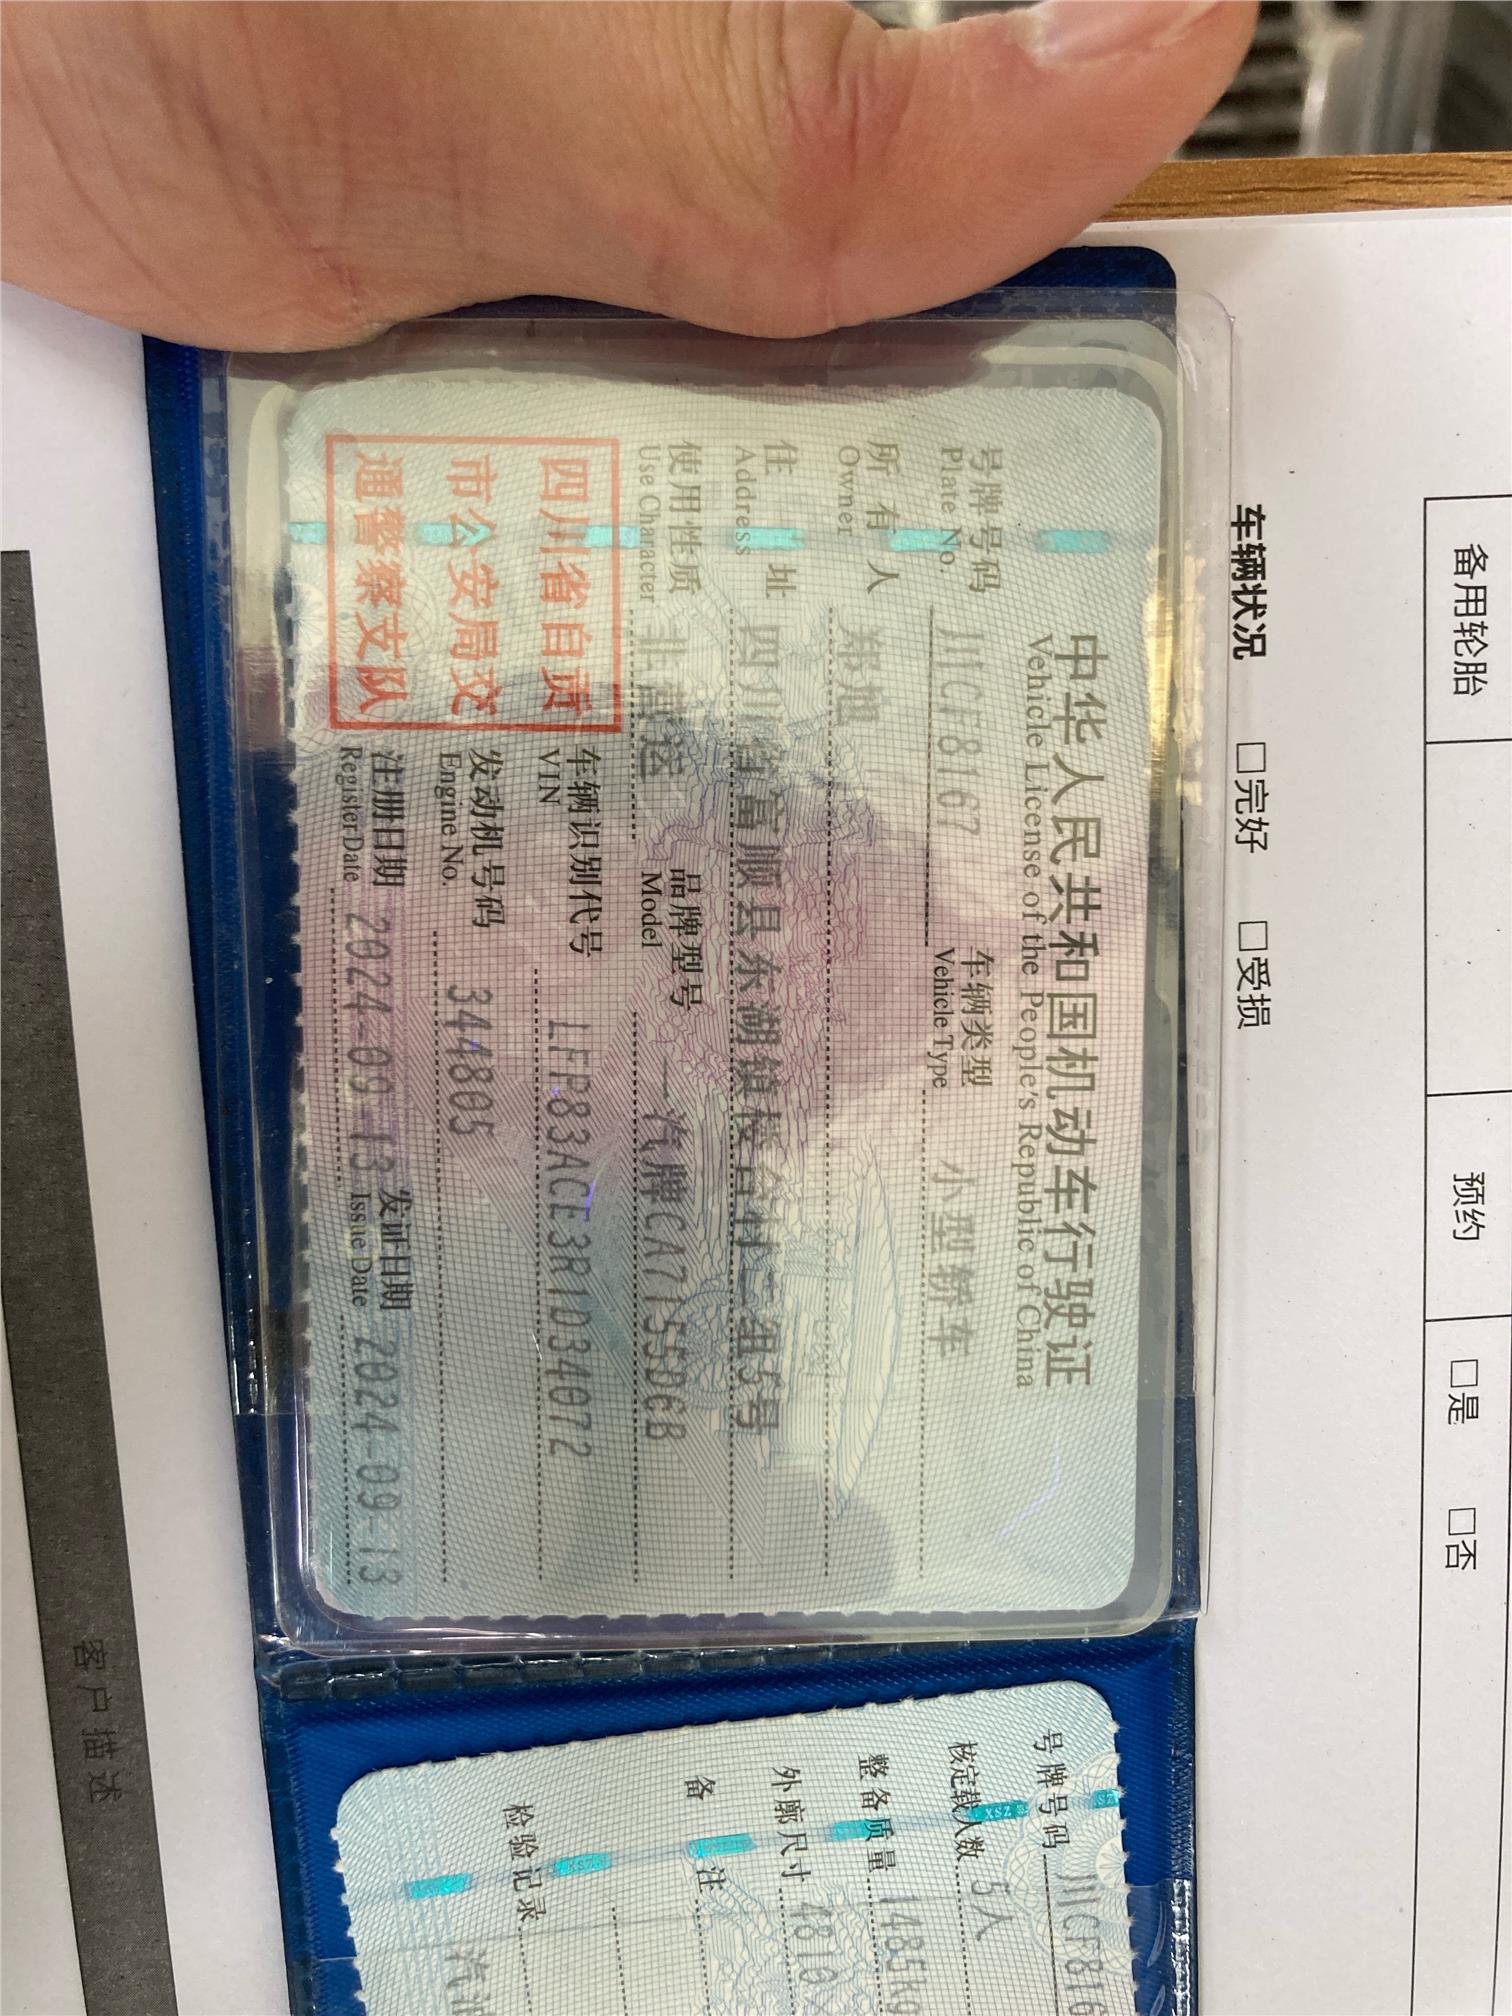 备用轮胎
预约
□是 □否
车辆状况 □完好 □受损
中华人民共和国机动车行驶证
Vehicle License of the People's Republic of China
号牌号码 川CF8167 车辆类型 小型轿车
Plate No. Vehicle Type
所有人 郑旭
Owner
住址 四川省富顺县东湖镇楼台村二组5号
Address
使用性质 非营运 品牌型号 一汽牌CA7155DGB
Use Character Model
四川省自贡
市公安局交
通警察支队
车辆识别代号 LFP83ACE3R1D34072
VIN
发动机号码 344805
Engine No.
注册日期 2024-09-13 发证日期 2024-09-13
Register Date Issue Date
号牌号码 川CF816
核定载人数 5人
整备质量 1485kg
外廓尺寸 4810×
备注
检验记录
客户描述